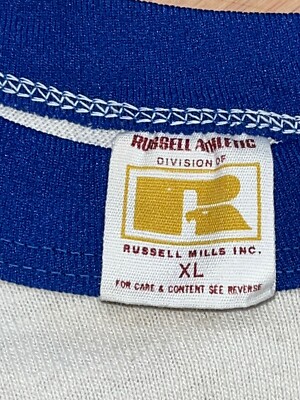 RUSSELL ATHLETIC
DIVISION OF
R
RUSSELL MILLS INC.
XL
FOR CARE & CONTENT SEE REVERSE